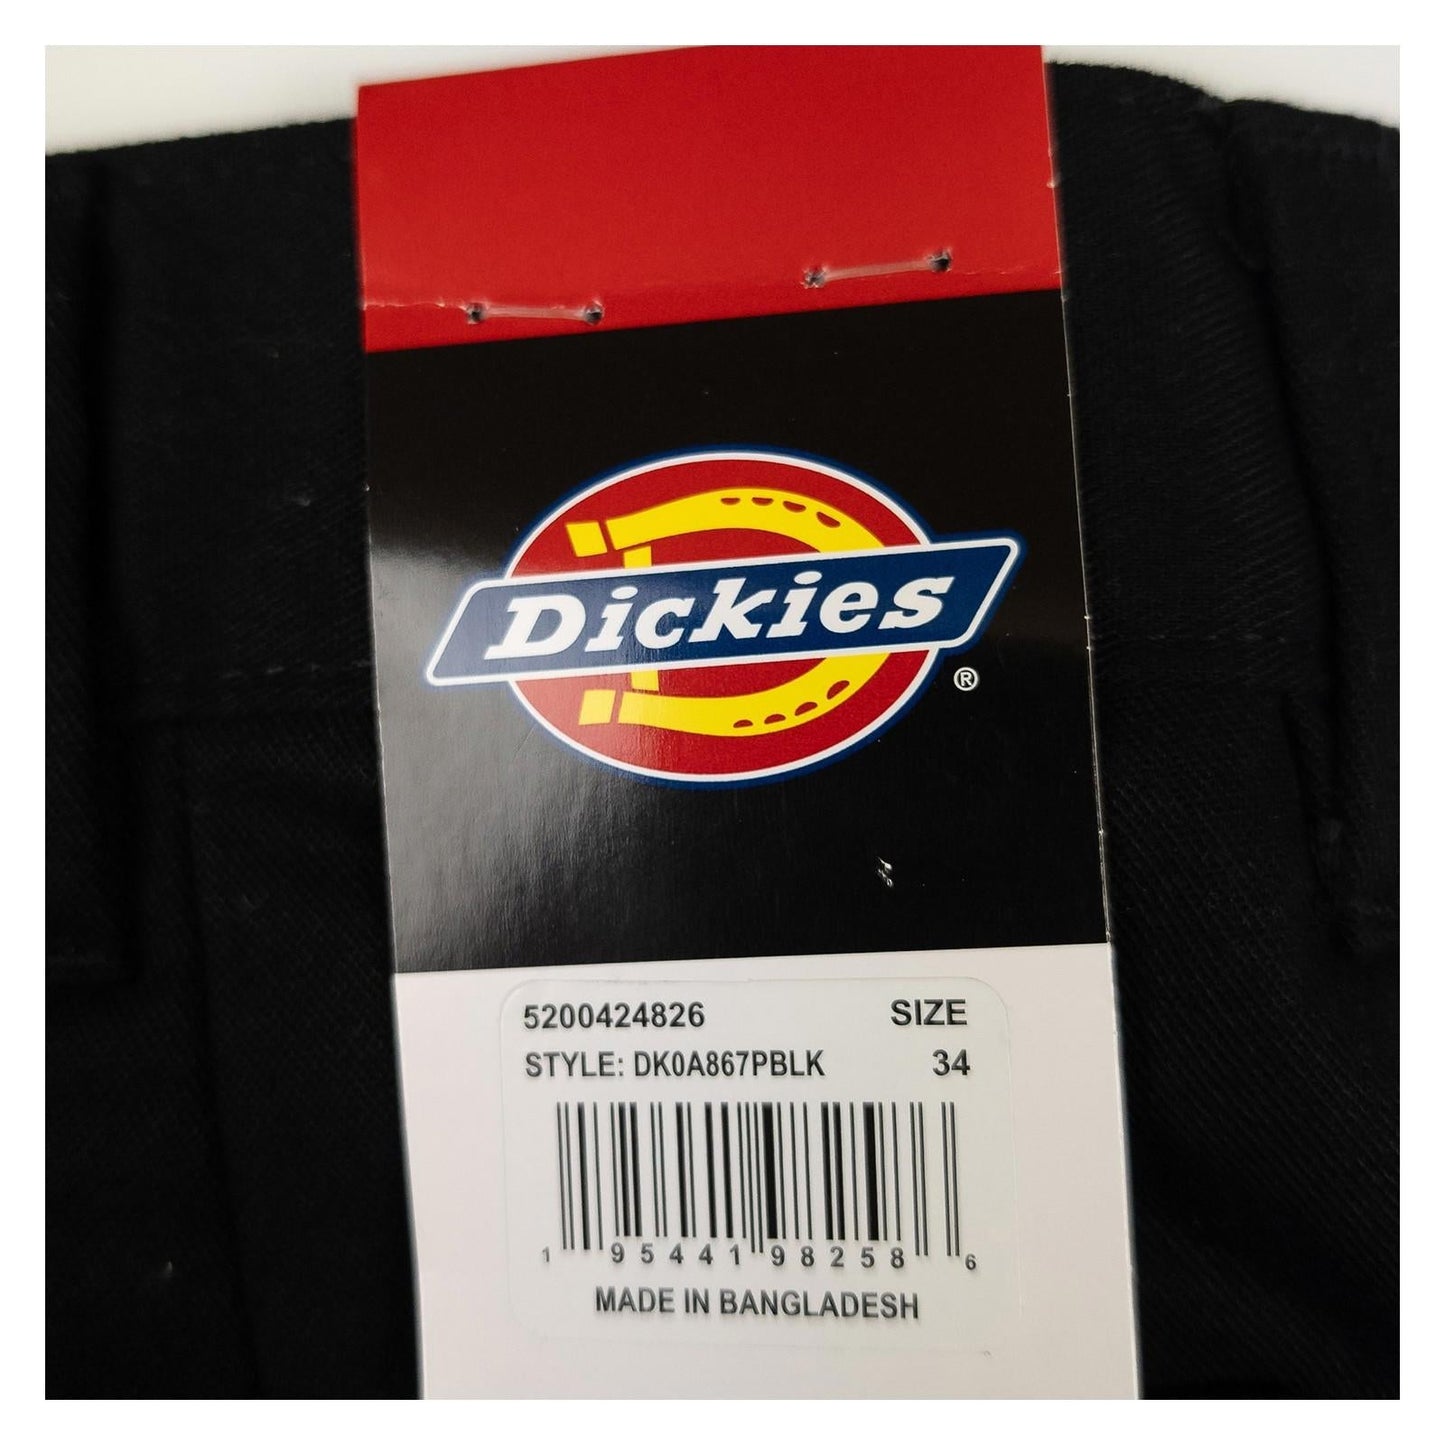 Dickies
®
5200424826 SIZE
STYLE: DK0A867PBLK 34
1 95441 98258 6
MADE IN BANGLADESH